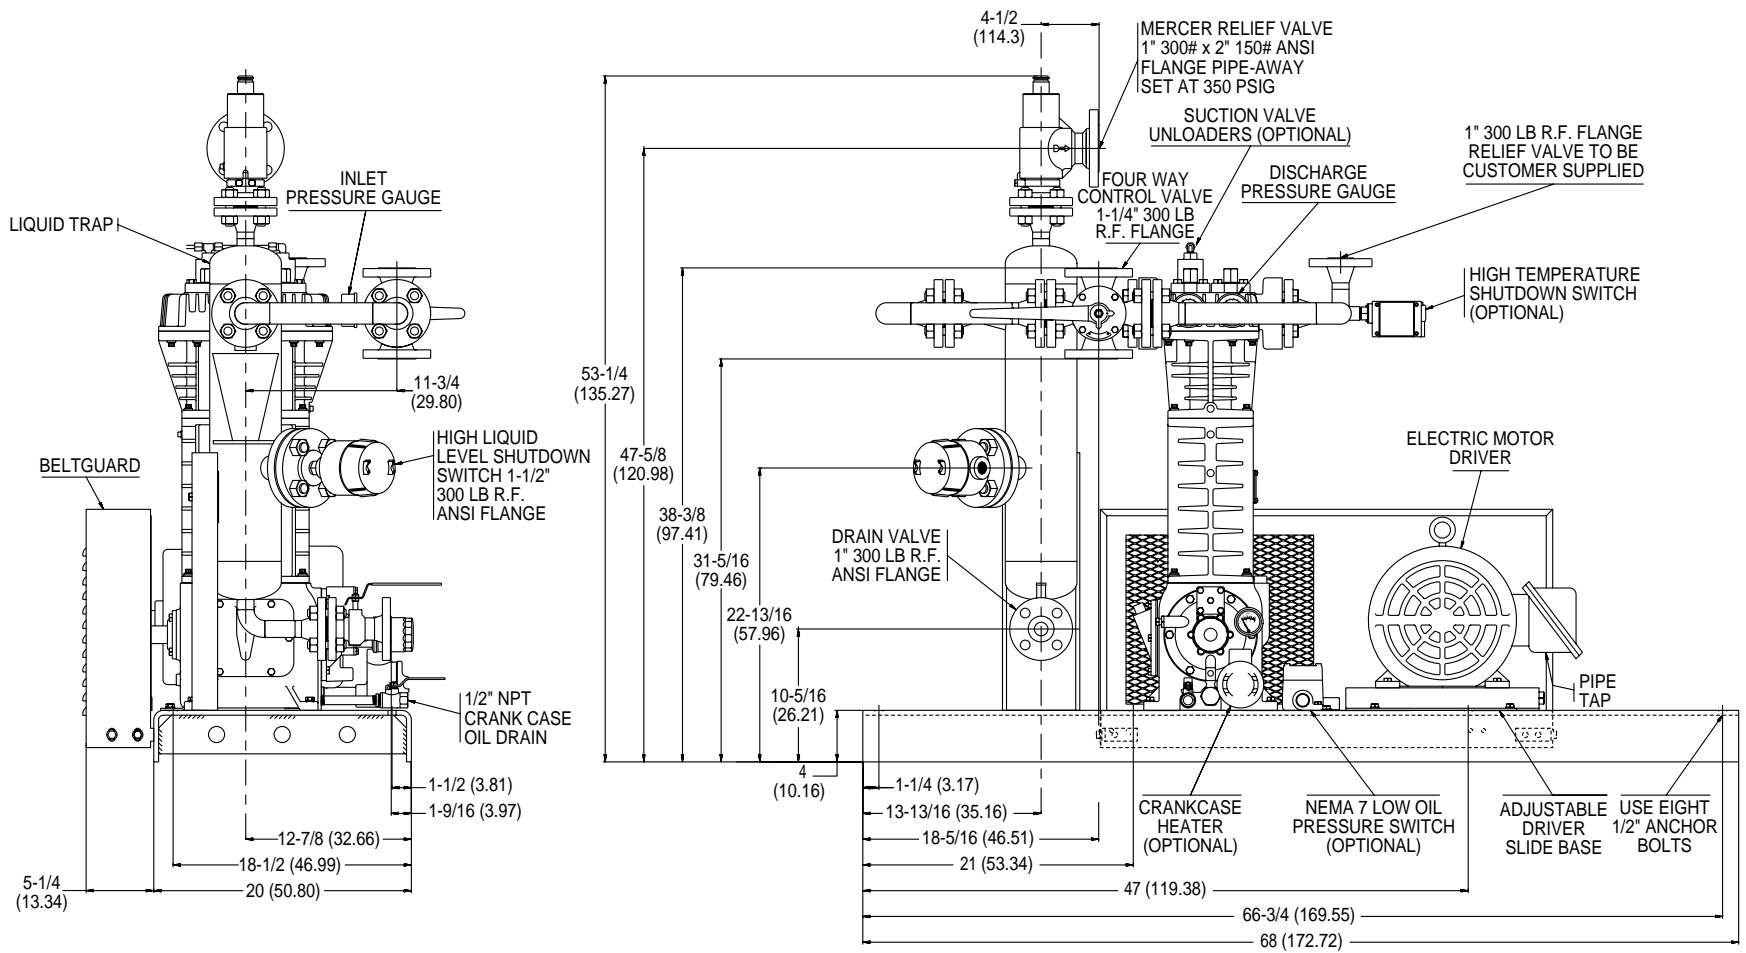 INLET
PRESSURE GAUGE
LIQUID TRAP
11-3/4
(29.80)
HIGH LIQUID
LEVEL SHUTDOWN
SWITCH 1-1/2"
300 LB R.F.
ANSI FLANGE
BELTGUARD
1/2" NPT
CRANK CASE
OIL DRAIN
1-1/2 (3.81)
1-9/16 (3.97)
12-7/8 (32.66)
18-1/2 (46.99)
5-1/4
(13.34)
20 (50.80)
4-1/2
(114.3)
MERCER RELIEF VALVE
1" 300# x 2" 150# ANSI
FLANGE PIPE-AWAY
SET AT 350 PSIG
SUCTION VALVE
UNLOADERS (OPTIONAL)
1" 300 LB R.F. FLANGE
RELIEF VALVE TO BE
CUSTOMER SUPPLIED
FOUR WAY
CONTROL VALVE
1-1/4" 300 LB
R.F. FLANGE
DISCHARGE
PRESSURE GAUGE
HIGH TEMPERATURE
SHUTDOWN SWITCH
(OPTIONAL)
53-1/4
(135.27)
47-5/8
(120.98)
38-3/8
(97.41)
31-5/16
(79.46)
22-13/16
(57.96)
10-5/16
(26.21)
4
(10.16)
DRAIN VALVE
1" 300 LB R.F.
ANSI FLANGE
ELECTRIC MOTOR
DRIVER
PIPE
TAP
1-1/4 (3.17)
13-13/16 (35.16)
18-5/16 (46.51)
21 (53.34)
47 (119.38)
66-3/4 (169.55)
68 (172.72)
CRANKCASE
HEATER
(OPTIONAL)
NEMA 7 LOW OIL
PRESSURE SWITCH
(OPTIONAL)
ADJUSTABLE
DRIVER
SLIDE BASE
USE EIGHT
1/2" ANCHOR
BOLTS